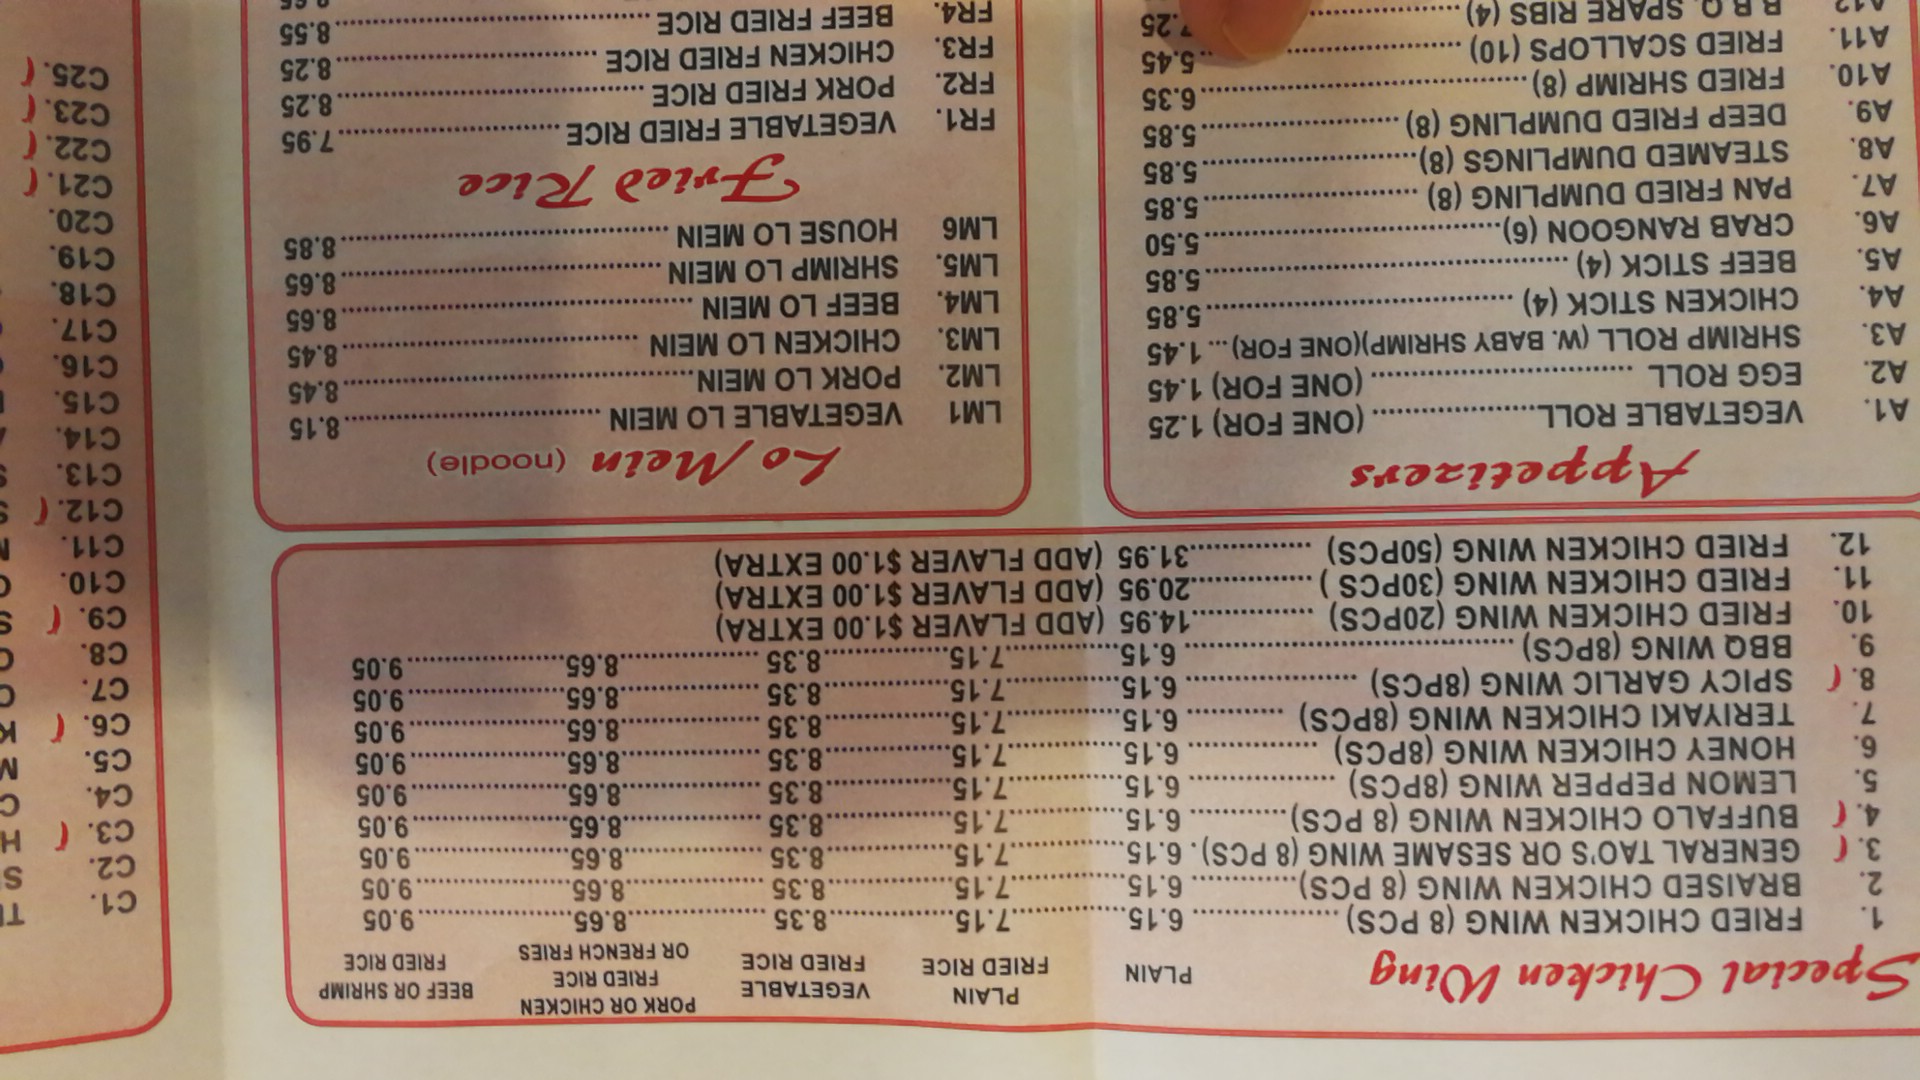 Special Chicken Wing
PLAIN
PLAIN
FRIED RICE
VEGETABLE
FRIED RICE
PORK OR CHICKEN
FRIED RICE
OR FRENCH FRIES
BEEF OR SHRIMP
FRIED RICE
1. FRIED CHICKEN WING (8 PCS) 6.15 7.15 8.35 8.65 9.05
2. BRAISED CHICKEN WING (8 PCS) 6.15 7.15 8.35 8.65 9.05
3. GENERAL TAO'S OR SESAME WING (8 PCS). 6.15 7.15 8.35 8.65 9.05
4. BUFFALO CHICKEN WING (8 PCS) 6.15 7.15 8.35 8.65 9.05
5. LEMON PEPPER WING (8PCS) 6.15 7.15 8.35 8.65 9.05
6. HONEY CHICKEN WING (8PCS) 6.15 7.15 8.35 8.65 9.05
7. TERIYAKI CHICKEN WING (8PCS) 6.15 7.15 8.35 8.65 9.05
8. SPICY GARLIC WING (8PCS) 6.15 7.15 8.35 8.65 9.05
9. BBQ WING (8PCS) 6.15 7.15 8.35 8.65 9.05
10. FRIED CHICKEN WING (20PCS) 14.95 (ADD FLAVER $1.00 EXTRA)
11. FRIED CHICKEN WING (30PCS ) 20.95 (ADD FLAVER $1.00 EXTRA)
12. FRIED CHICKEN WING (50PCS) 31.95 (ADD FLAVER $1.00 EXTRA)
Appetizers
A1. VEGETABLE ROLL (ONE FOR) 1.25
A2. EGG ROLL (ONE FOR) 1.45
A3. SHRIMP ROLL (W. BABY SHRIMP)(ONE FOR) 1.45
A4. CHICKEN STICK (4) 5.85
A5. BEEF STICK (4) 5.85
A6. CRAB RANGOON (6) 5.50
A7. PAN FRIED DUMPLING (8) 5.85
A8. STEAMED DUMPLINGS (8) 5.85
A9. DEEP FRIED DUMPLING (8) 5.85
A10. FRIED SHRIMP (8) 6.35
A11. FRIED SCALLOPS (10) 5.45
A12. B.B.Q. SPARE RIBS (4) 7.25
Lo Mein (noodle)
LM1 VEGETABLE LO MEIN 8.15
LM2. PORK LO MEIN 8.45
LM3. CHICKEN LO MEIN 8.45
LM4. BEEF LO MEIN 8.65
LM5. SHRIMP LO MEIN 8.65
LM6 HOUSE LO MEIN 8.85
Fried Rice
FR1. VEGETABLE FRIED RICE 7.95
FR2. PORK FRIED RICE 8.25
FR3. CHICKEN FRIED RICE 8.25
FR4. BEEF FRIED RICE 8.55
C1.
C2.
C3.
C4.
C5.
C6.
C7.
C8.
C9.
C10.
C11.
C12.
C13.
C14.
C15.
C16.
C17.
C18.
C19.
C20.
C21.
C22.
C23.
C25.